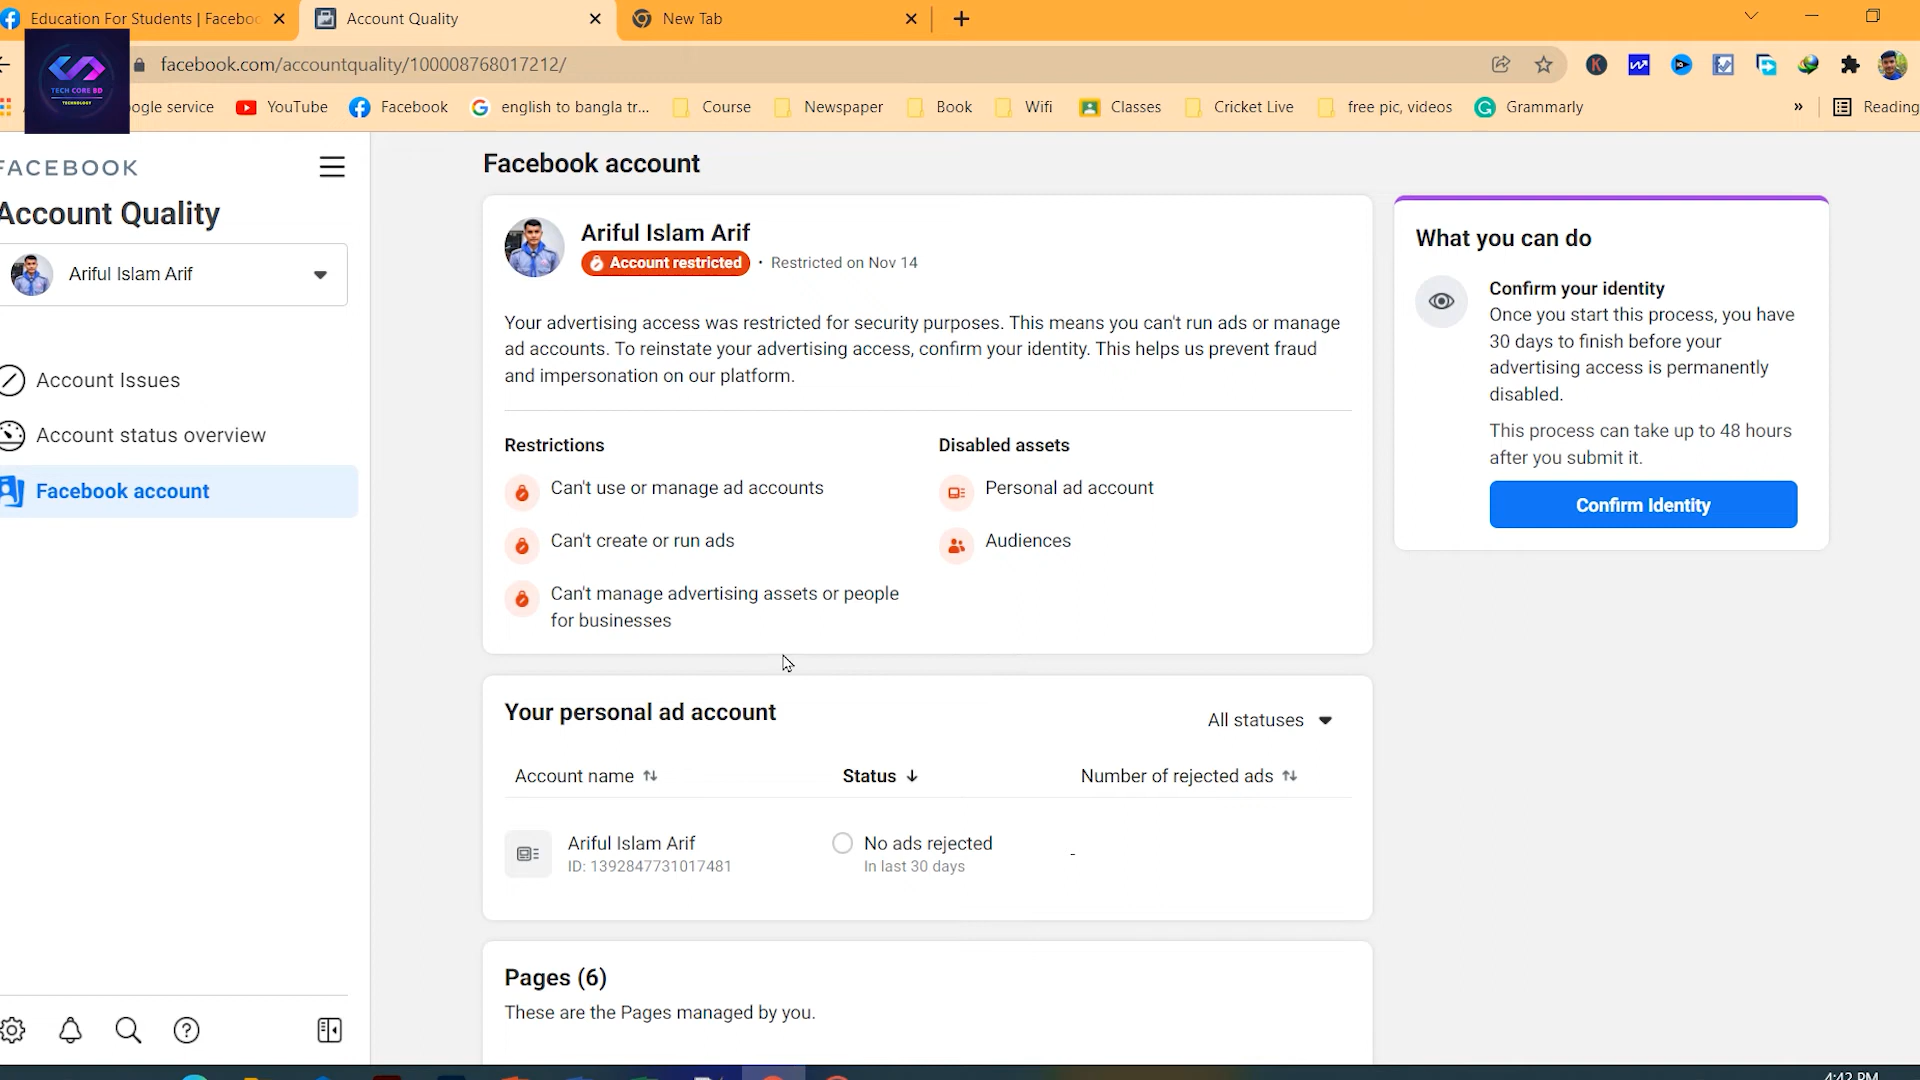 Education For Students | Faceboo
Account Quality
New Tab
facebook.com/accountquality/100008768017212/
TECH CORE BD
TECHNOLOGY
ogle service
YouTube
Facebook
english to bangla tr...
Course
Newspaper
Book
Wifi
Classes
Cricket Live
free pic, videos
Grammarly
»
Reading
FACEBOOK
Account Quality
Ariful Islam Arif
Account Issues
Account status overview
Facebook account
Facebook account
Ariful Islam Arif
Account restricted · Restricted on Nov 14
Your advertising access was restricted for security purposes. This means you can't run ads or manage
ad accounts. To reinstate your advertising access, confirm your identity. This helps us prevent fraud
and impersonation on our platform.
Restrictions
Can't use or manage ad accounts
Can't create or run ads
Can't manage advertising assets or people
for businesses
Disabled assets
Personal ad account
Audiences
What you can do
Confirm your identity
Once you start this process, you have
30 days to finish before your
advertising access is permanently
disabled.
This process can take up to 48 hours
after you submit it.
Confirm Identity
Your personal ad account
All statuses
Account name
Status
Number of rejected ads
Ariful Islam Arif
ID: 1392847731017481
No ads rejected
In last 30 days
-
Pages (6)
These are the Pages managed by you.
4:42 PM